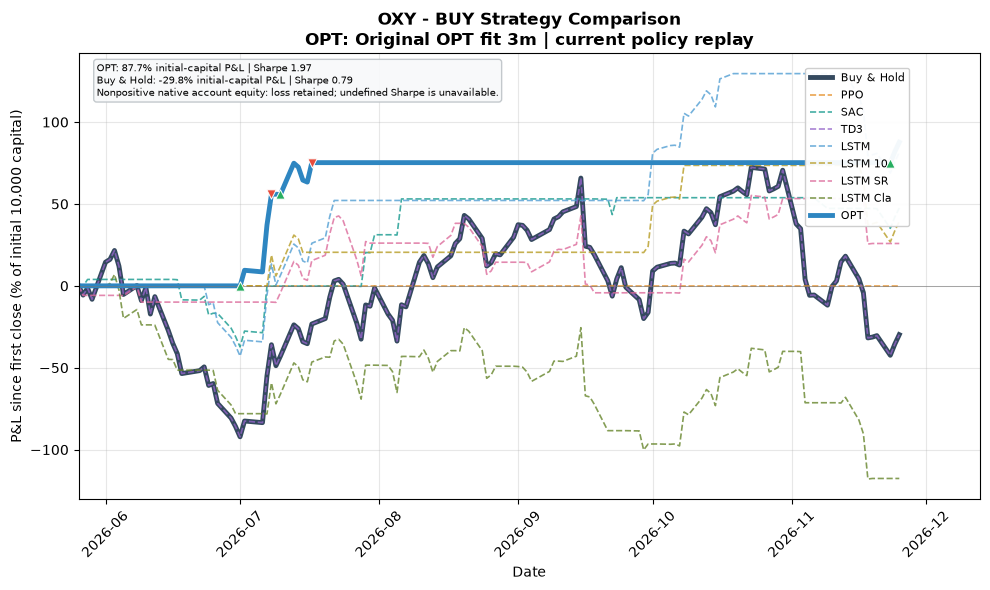 OXY - BUY Strategy Comparison
OPT: Original OPT fit 3m | current policy replay
OPT: 87.7% initial-capital P&L | Sharpe 1.97
Buy & Hold: -29.8% initial-capital P&L | Sharpe 0.79
Nonpositive native account equity: loss retained; undefined Sharpe is unavailable.
Buy & Hold
PPO
SAC
TD3
LSTM
LSTM 10
LSTM SR
LSTM Cla
OPT
P&L since first close (% of initial 10,000 capital)
100
50
0
−50
−100
2026-06
2026-07
2026-08
2026-09
2026-10
2026-11
2026-12
Date